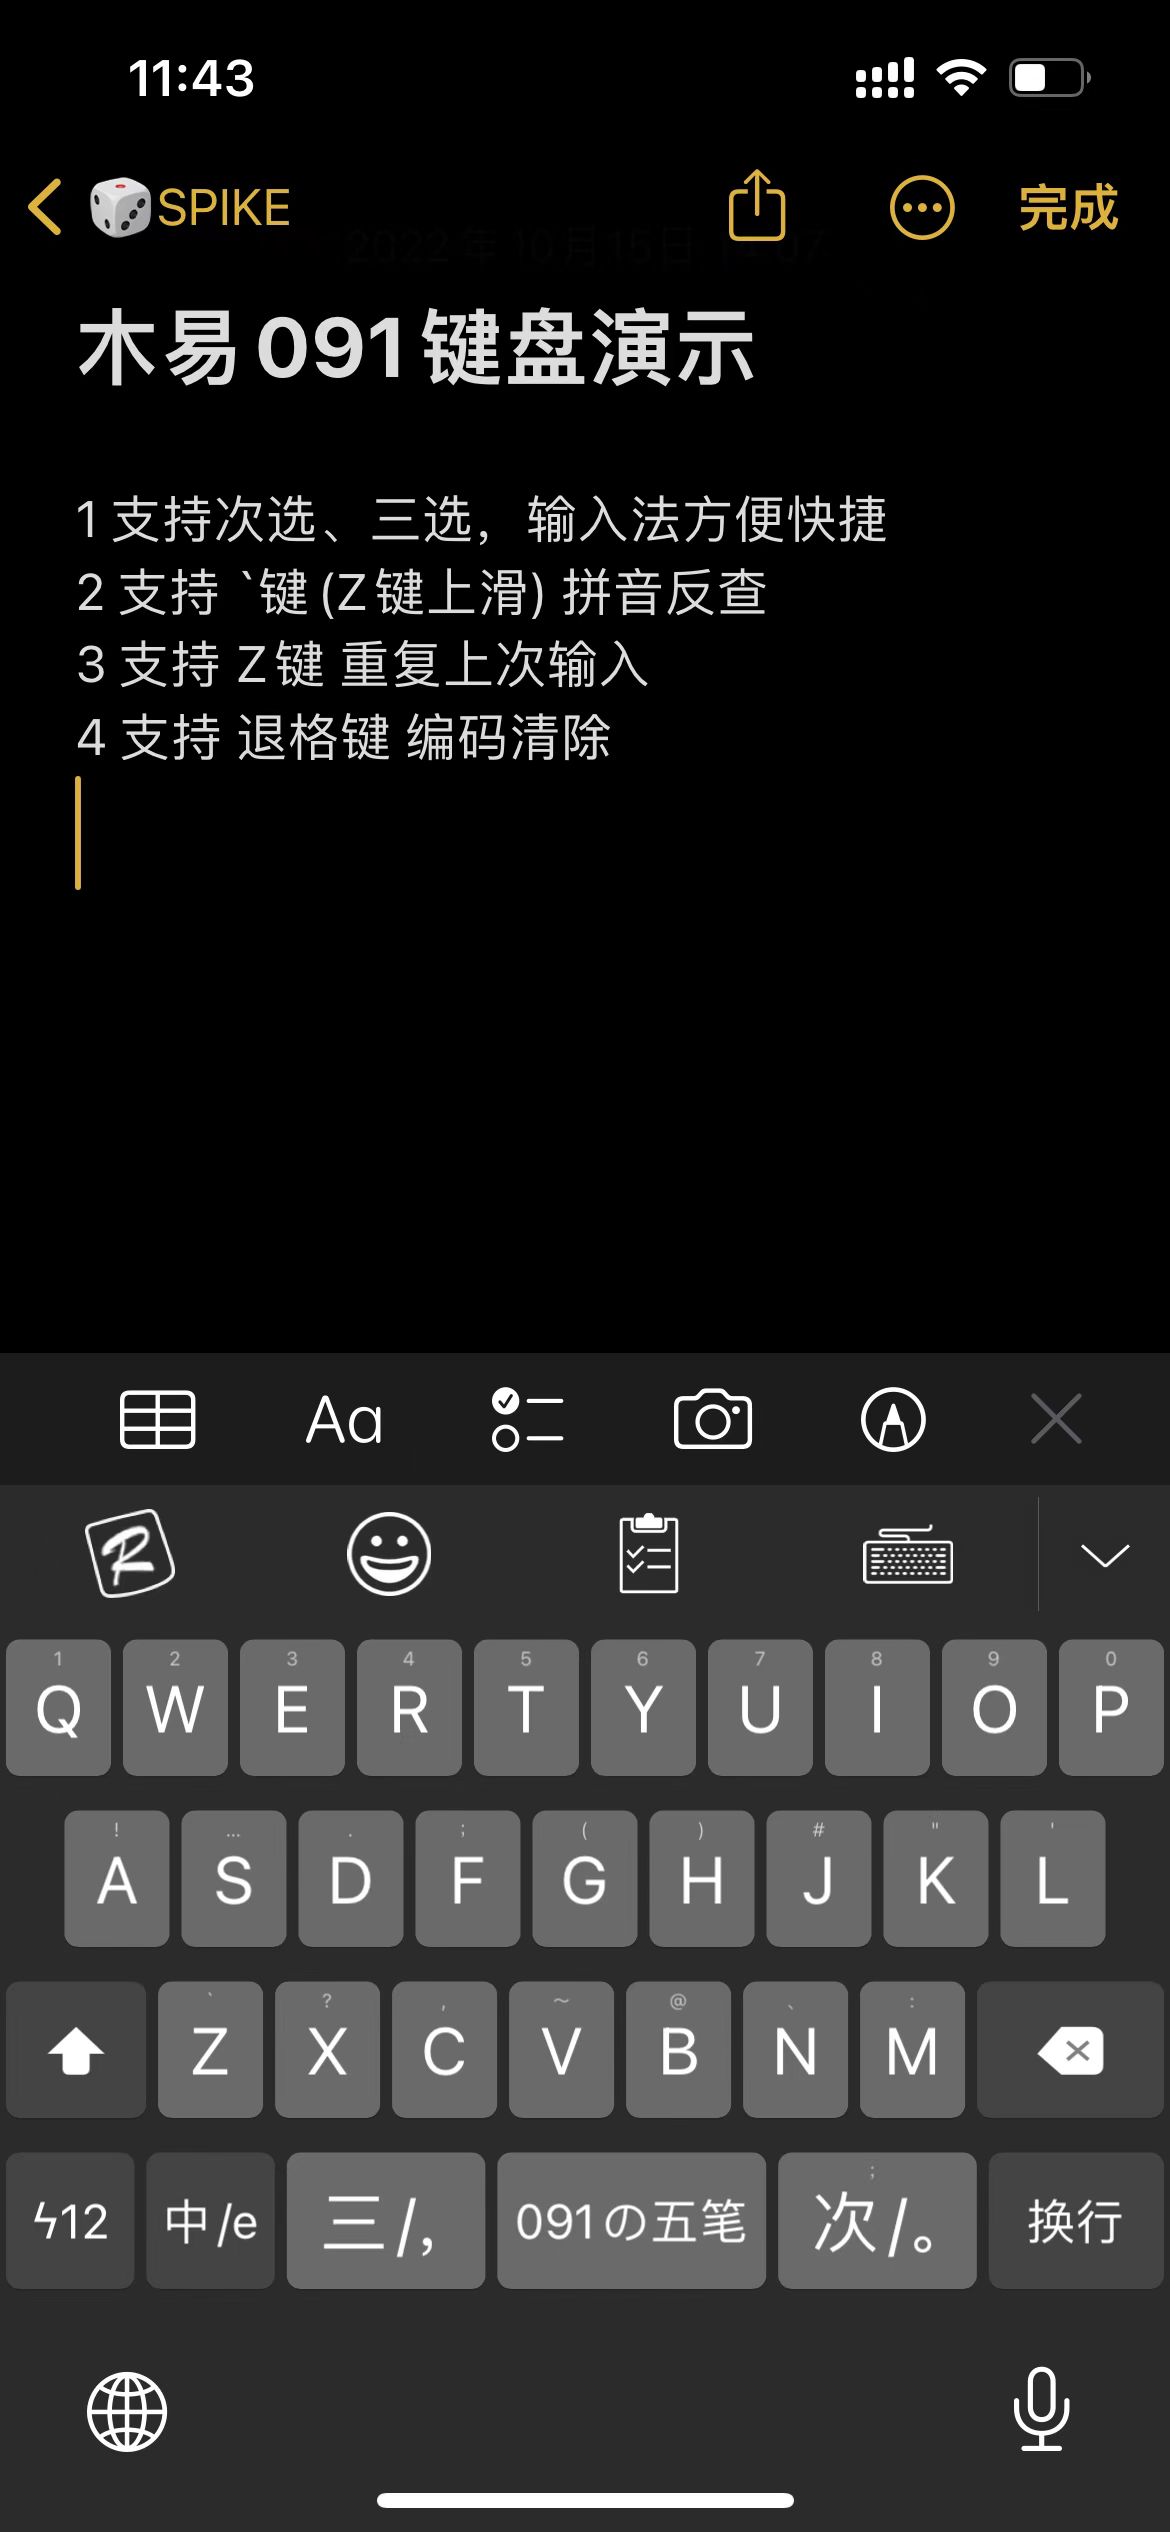 11:43
SPIKE
完成
2022年10月15日
木易091键盘演示
1 支持次选、三选，输入法方便快捷
2 支持 `键 (Z键上滑) 拼音反查
3 支持 Z键 重复上次输入
4 支持 退格键 编码清除
Aa
R
1 2 3 4 5 6 7 8 9 0
Q W E R T Y U I O P
! ... . ; ( ) # " '
A S D F G H J K L
` ? , ~ @ 、 :
Z X C V B N M
;
ϟ12 中/e 三/， 091の五笔 次/。 换行